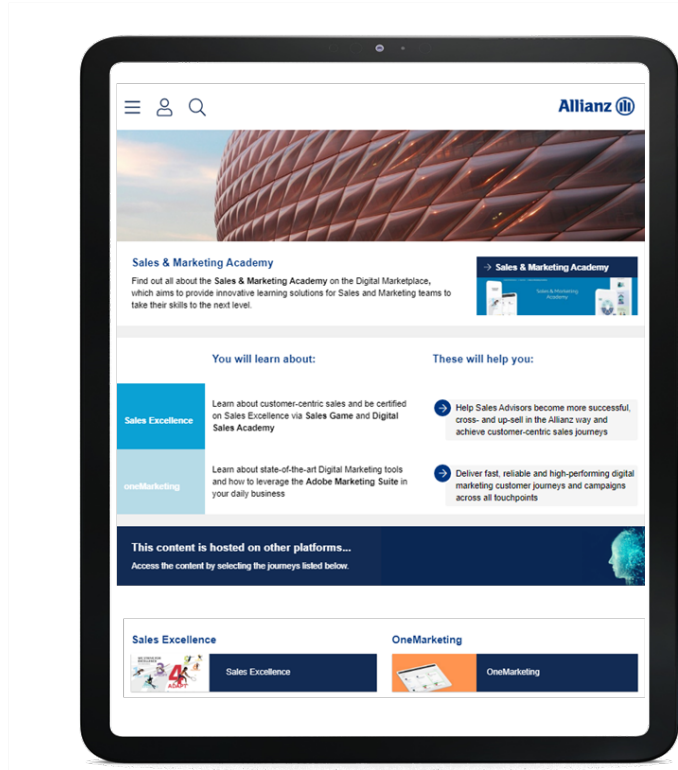 Allianz
Sales & Marketing Academy
Find out all about the Sales & Marketing Academy on the Digital Marketplace,
which aims to provide innovative learning solutions for Sales and Marketing teams to
take their skills to the next level.
Sales & Marketing Academy
Sales & Marketing
Academy
You will learn about:
These will help you:
Sales Excellence
Learn about customer-centric sales and be certified
on Sales Excellence via Sales Game and Digital
Sales Academy
Help Sales Advisors become more successful,
cross- and up-sell in the Allianz way and
achieve customer-centric sales journeys
oneMarketing
Learn about state-of-the-art Digital Marketing tools
and how to leverage the Adobe Marketing Suite in
your daily business
Deliver fast, reliable and high-performing digital
marketing customer journeys and campaigns
across all touchpoints
This content is hosted on other platforms...
Access the content by selecting the journeys listed below.
Sales Excellence
OneMarketing
3
4
ADAPT
Sales Excellence
OneMarketing